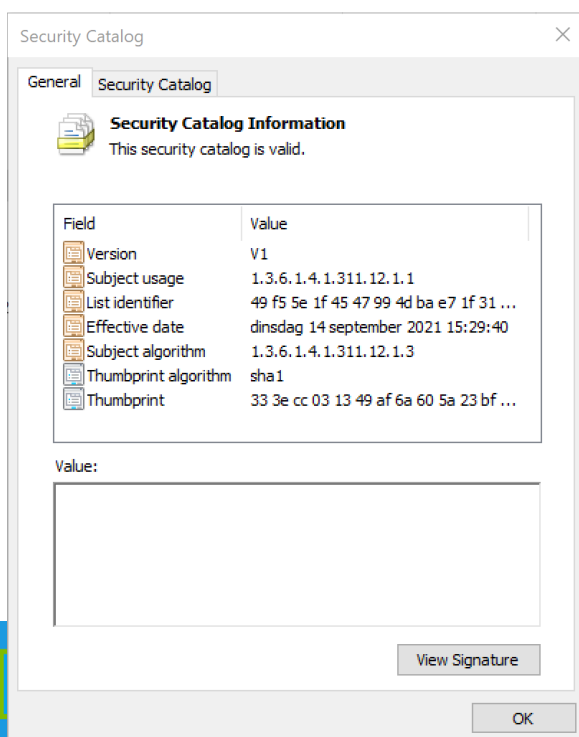 Security Catalog
General Security Catalog
Security Catalog Information
This security catalog is valid.
Field Value
Version V1
Subject usage 1.3.6.1.4.1.311.12.1.1
List identifier 49 f5 5e 1f 45 47 99 4d ba e7 1f 31 ...
Effective date dinsdag 14 september 2021 15:29:40
Subject algorithm 1.3.6.1.4.1.311.12.1.3
Thumbprint algorithm sha1
Thumbprint 33 3e cc 03 13 49 af 6a 60 5a 23 bf ...
Value:
View Signature
OK